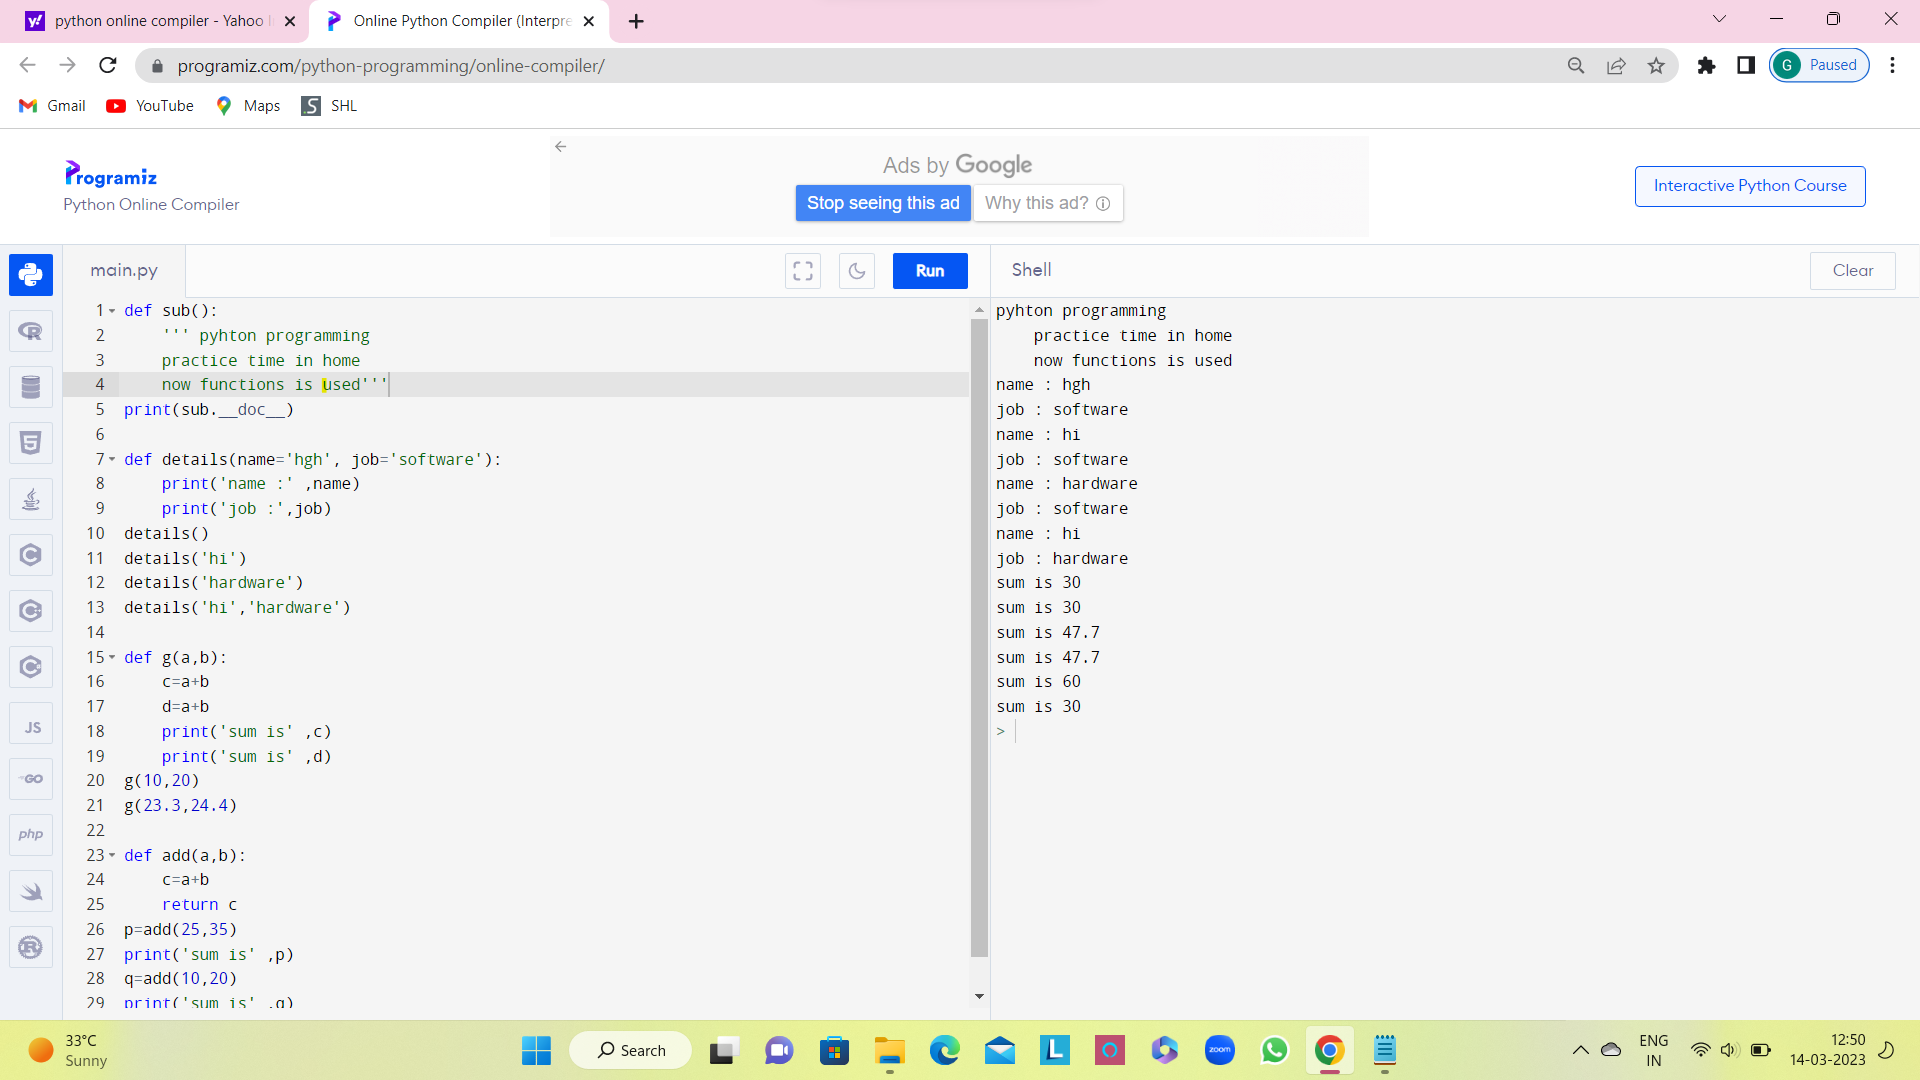 python online compiler - Yahoo I
Online Python Compiler (Interpre
programiz.com/python-programming/online-compiler/
G Paused
Gmail YouTube Maps SHL
Programiz
Python Online Compiler
Ads by Google
Stop seeing this ad Why this ad?
Interactive Python Course
main.py
Run
Shell
Clear
1 def sub():
2     ''' pyhton programming
3     practice time in home
4     now functions is used'''
5 print(sub.__doc__)
6
7 def details(name='hgh', job='software'):
8     print('name :' ,name)
9     print('job :',job)
10 details()
11 details('hi')
12 details('hardware')
13 details('hi','hardware')
14
15 def g(a,b):
16     c=a+b
17     d=a+b
18     print('sum is' ,c)
19     print('sum is' ,d)
20 g(10,20)
21 g(23.3,24.4)
22
23 def add(a,b):
24     c=a+b
25     return c
26 p=add(25,35)
27 print('sum is' ,p)
28 q=add(10,20)
29 print('sum is' ,q)
pyhton programming
    practice time in home
    now functions is used
name : hgh
job : software
name : hi
job : software
name : hardware
job : software
name : hi
job : hardware
sum is 30
sum is 30
sum is 47.7
sum is 47.7
sum is 60
sum is 30
>
JS
GO
php
33°C
Sunny
Search
zoom
ENG
IN
12:50
14-03-2023